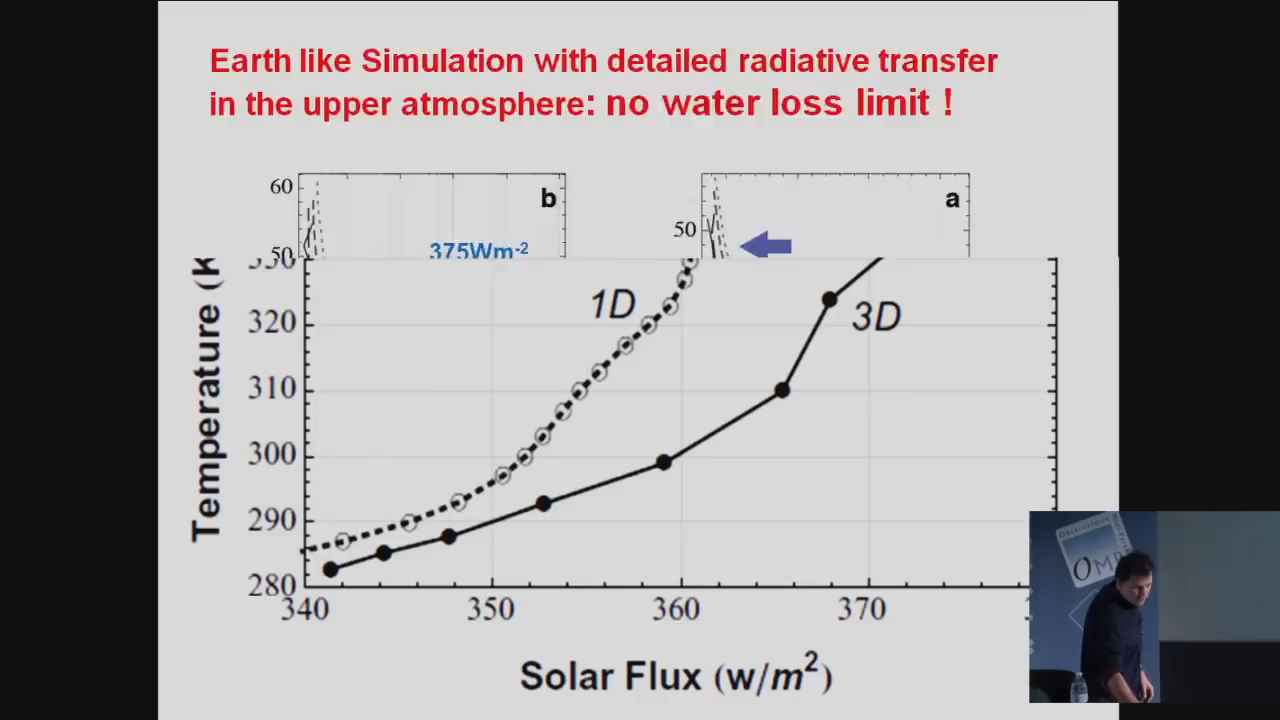 Earth like Simulation with detailed radiative transfer
in the upper atmosphere: no water loss limit !
60
b
a
50
375Wm-2
50
Temperature (K
1D
3D
320
310
300
290
280
340
350
360
370
Solar Flux (w/m²)